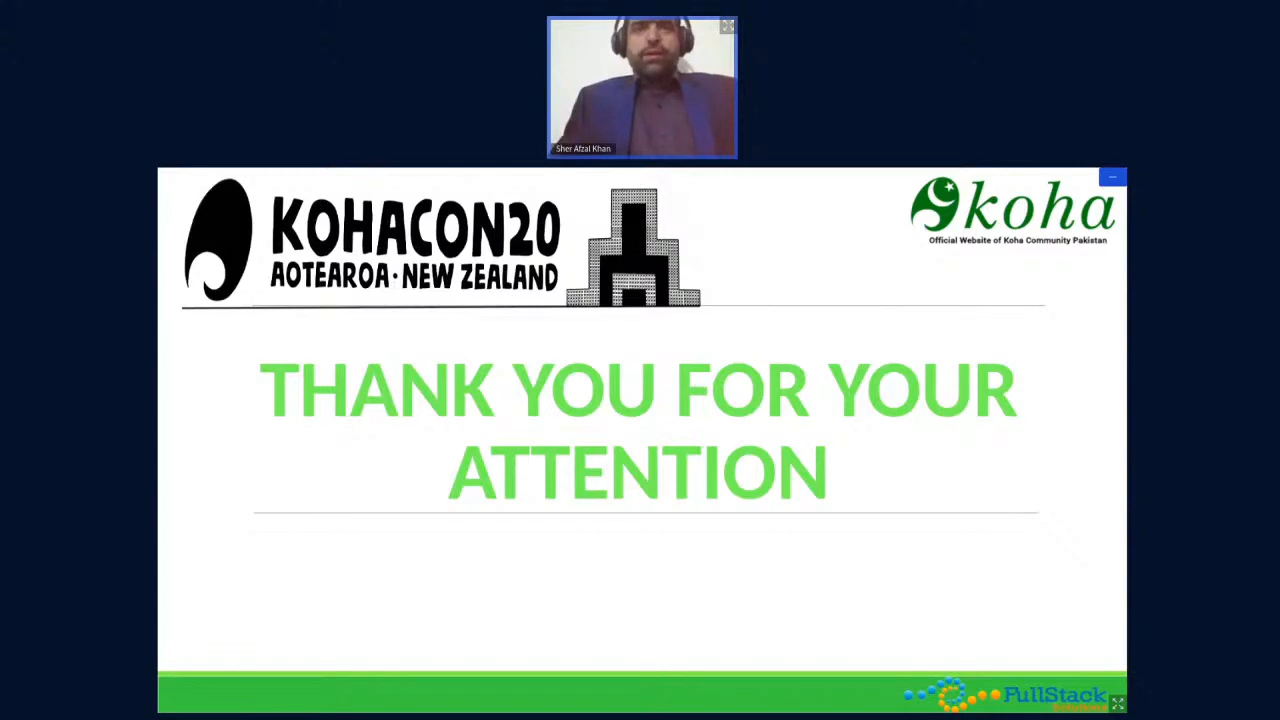 Sher Afzal Khan
KOHACON20
AOTEAROA · NEW ZEALAND
koha
Official Website of Koha Community Pakistan
THANK YOU FOR YOUR
ATTENTION
FullStack
Solutions